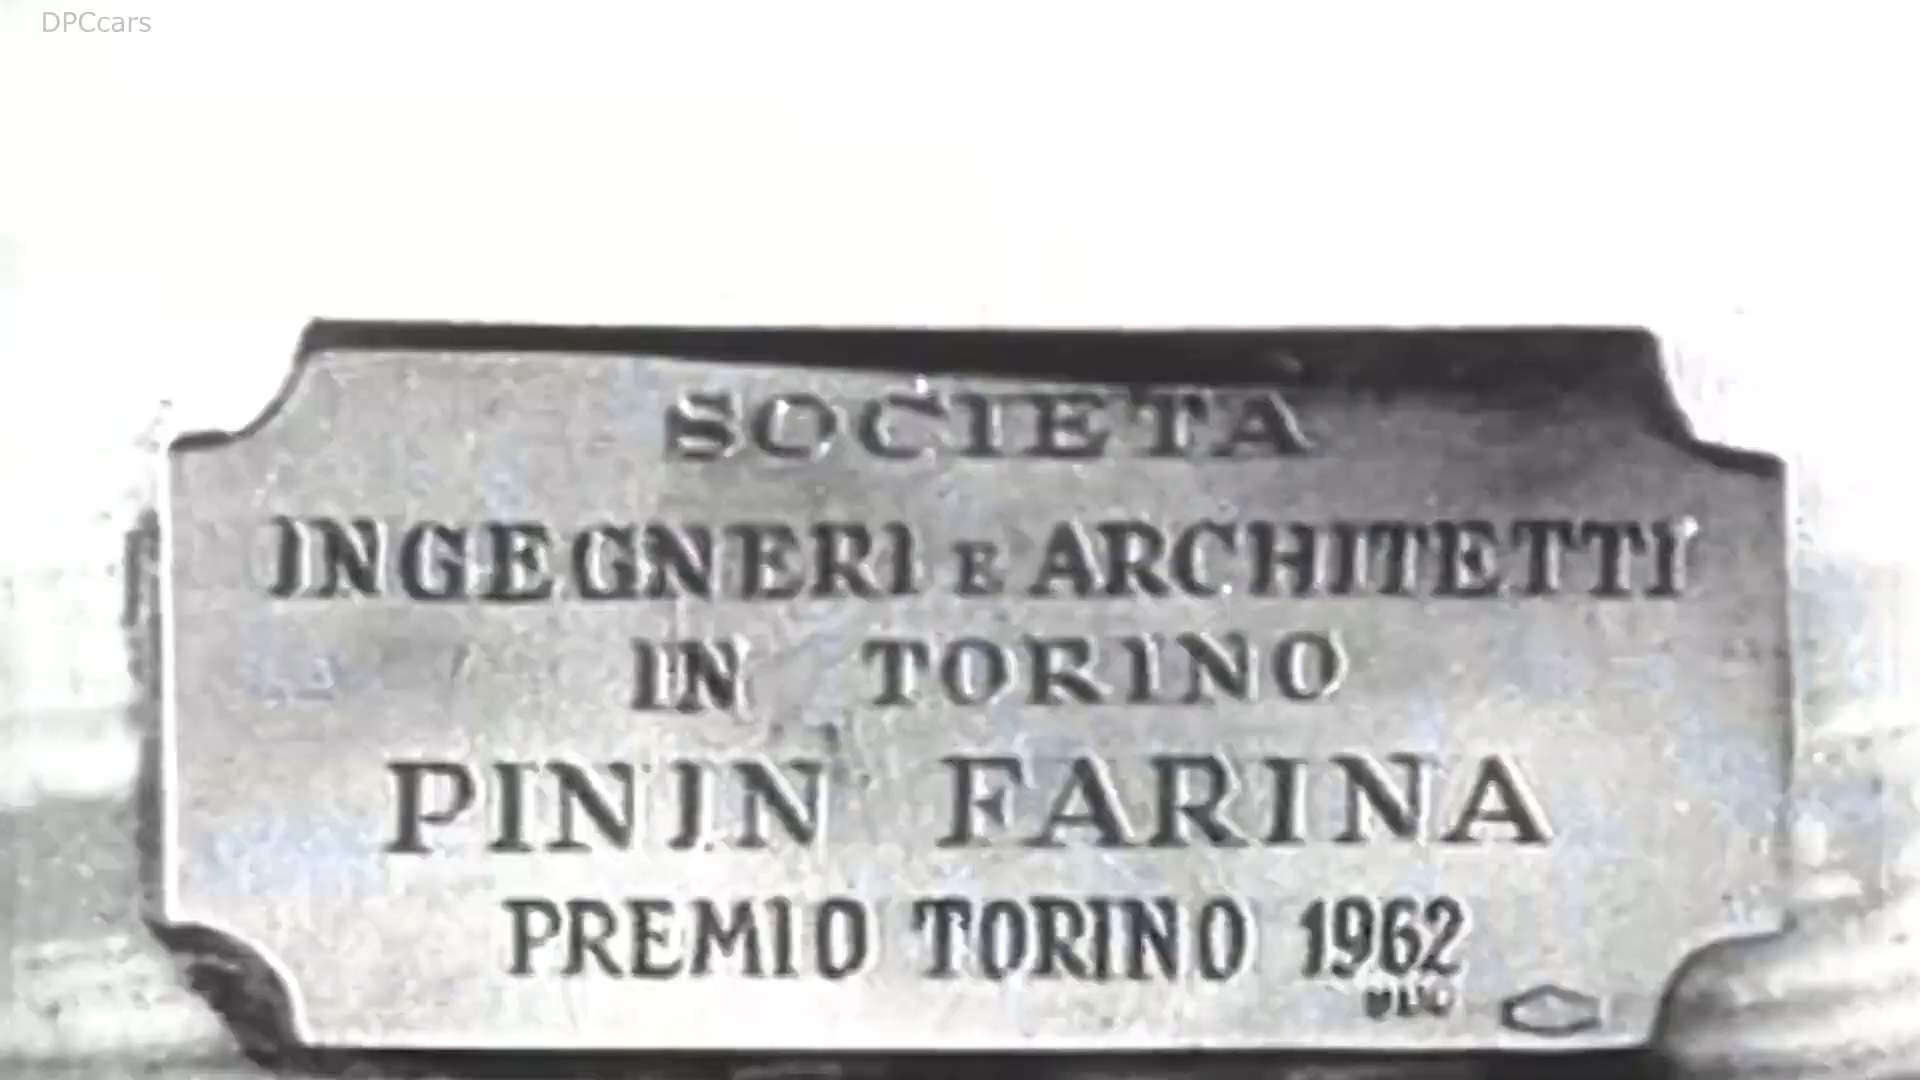 DPCcars
SOCIETA
INGEGNERI E ARCHITETTI
IN TORINO
PININ FARINA
PREMIO TORINO 1962